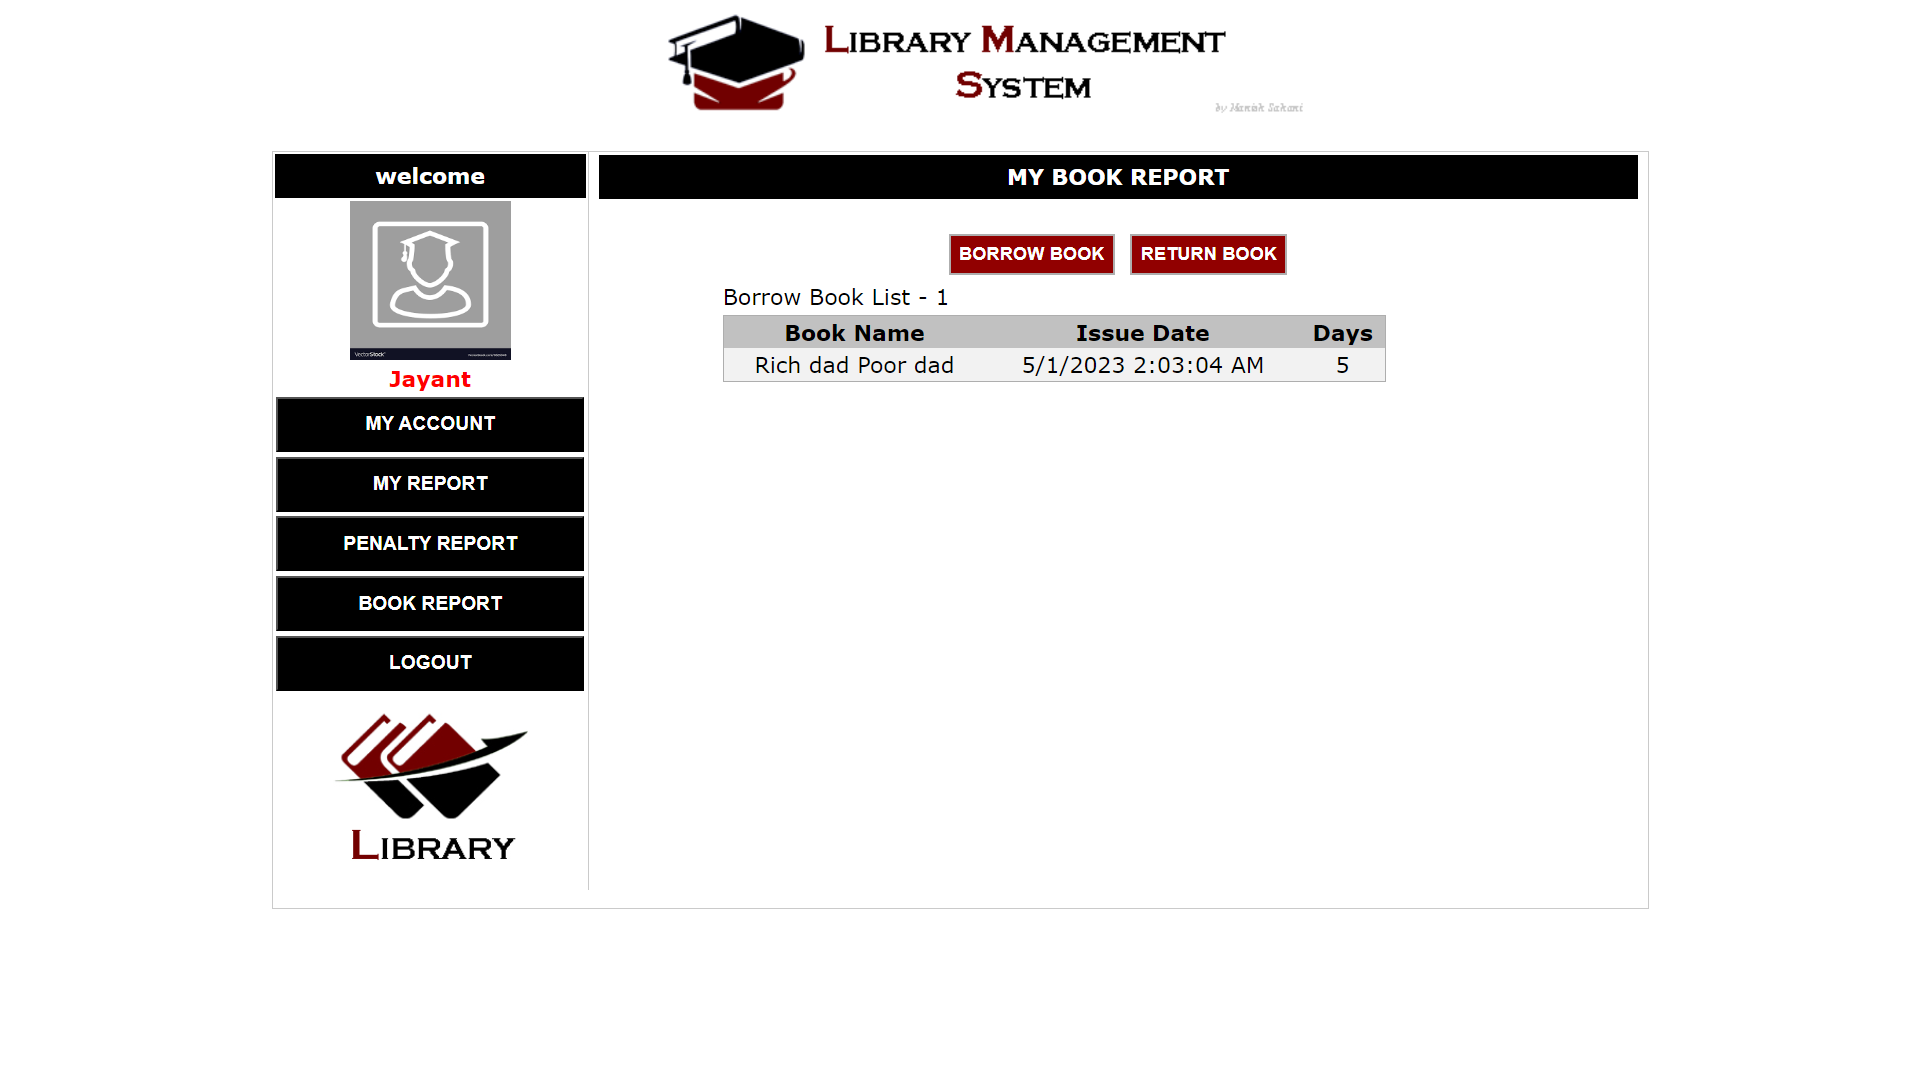 Library Management
System
by Manish Sahani
welcome
VectorStock
Jayant
MY ACCOUNT
MY REPORT
PENALTY REPORT
BOOK REPORT
LOGOUT
Library
MY BOOK REPORT
BORROW BOOK RETURN BOOK
Borrow Book List - 1
Book Name Issue Date Days
Rich dad Poor dad 5/1/2023 2:03:04 AM 5